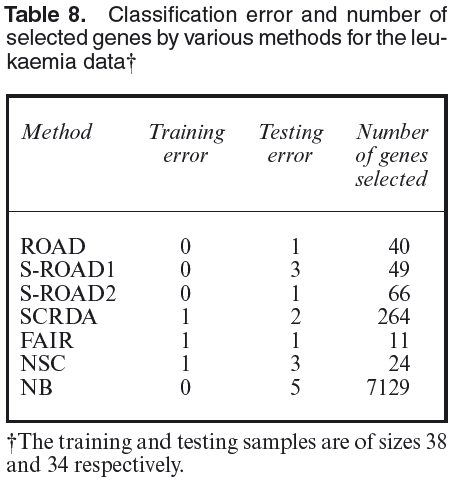 Table 8. Classification error and number of
selected genes by various methods for the leu-
kaemia data†
Method Training error Testing error Number of genes selected
ROAD 0 1 40
S-ROAD1 0 3 49
S-ROAD2 0 1 66
SCRDA 1 2 264
FAIR 1 1 11
NSC 1 3 24
NB 0 5 7129
†The training and testing samples are of sizes 38
and 34 respectively.